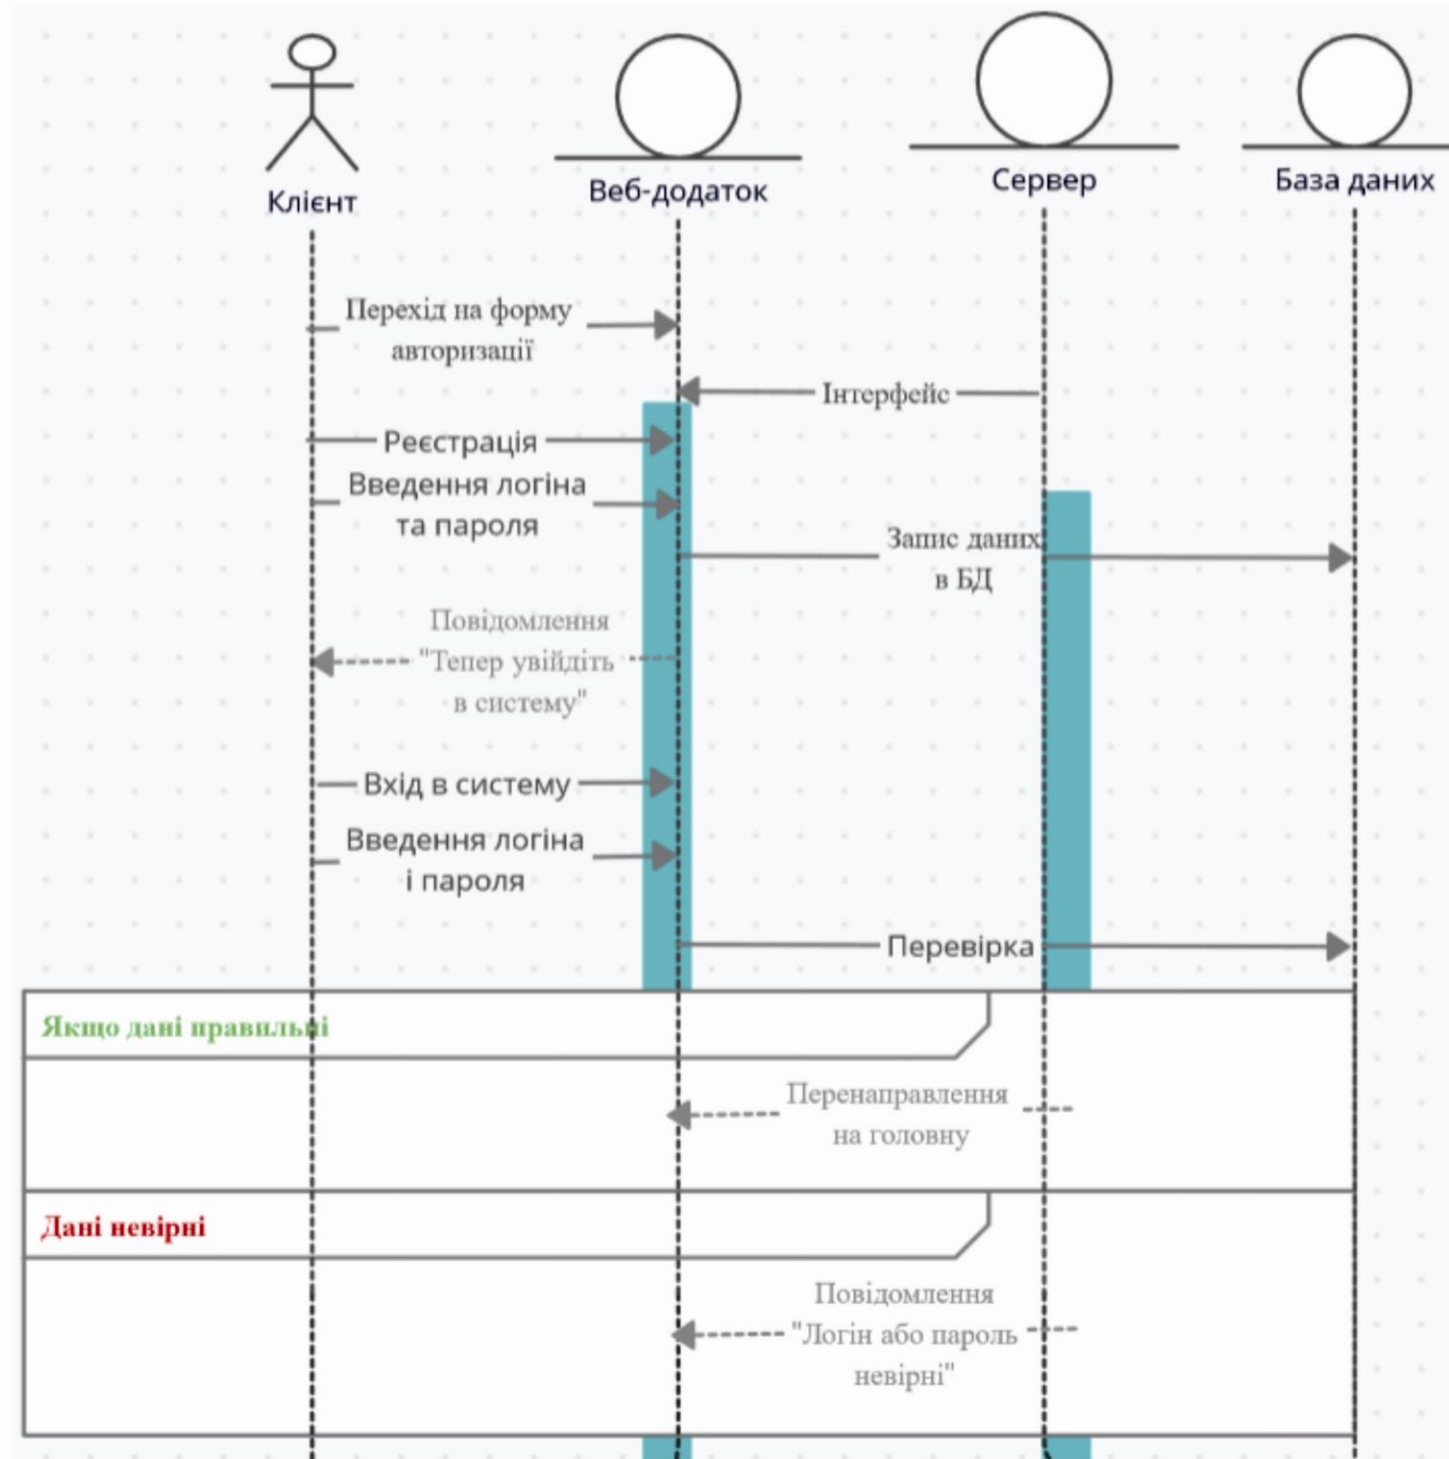 Клієнт
Веб-додаток
Сервер
База даних
Перехід на форму
авторизації
Інтерфейс
Реєстрація
Введення логіна
та пароля
Запис даних
в БД
Повідомлення
"Тепер увійдіть
в систему"
Вхід в систему
Введення логіна
і пароля
Перевірка
Якщо дані правильні
Перенаправлення
на головну
Дані невірні
Повідомлення
"Логін або пароль
невірні"